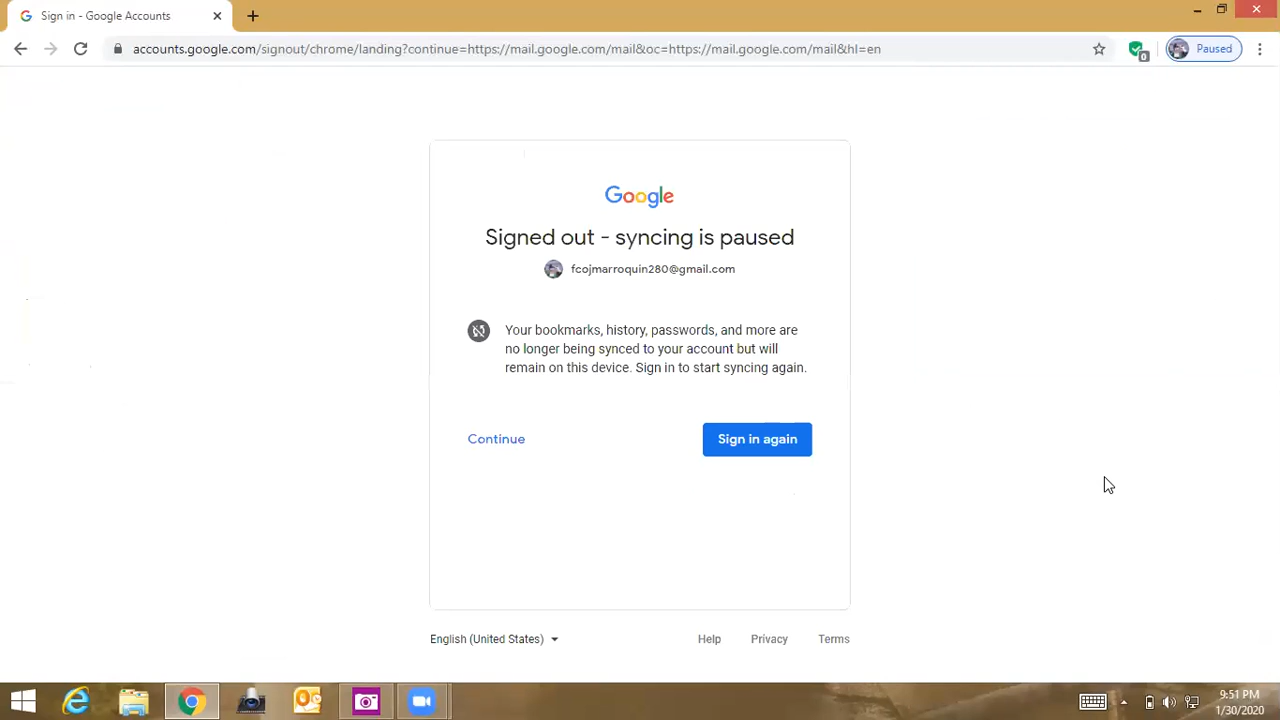 Sign in - Google Accounts
accounts.google.com/signout/chrome/landing?continue=https://mail.google.com/mail&oc=https://mail.google.com/mail&hl=en
0
Paused
Google
Signed out - syncing is paused
fcojmarroquin280@gmail.com
Your bookmarks, history, passwords, and more are
no longer being synced to your account but will
remain on this device. Sign in to start syncing again.
Continue
Sign in again
English (United States)
Help
Privacy
Terms
9:51 PM
1/30/2020